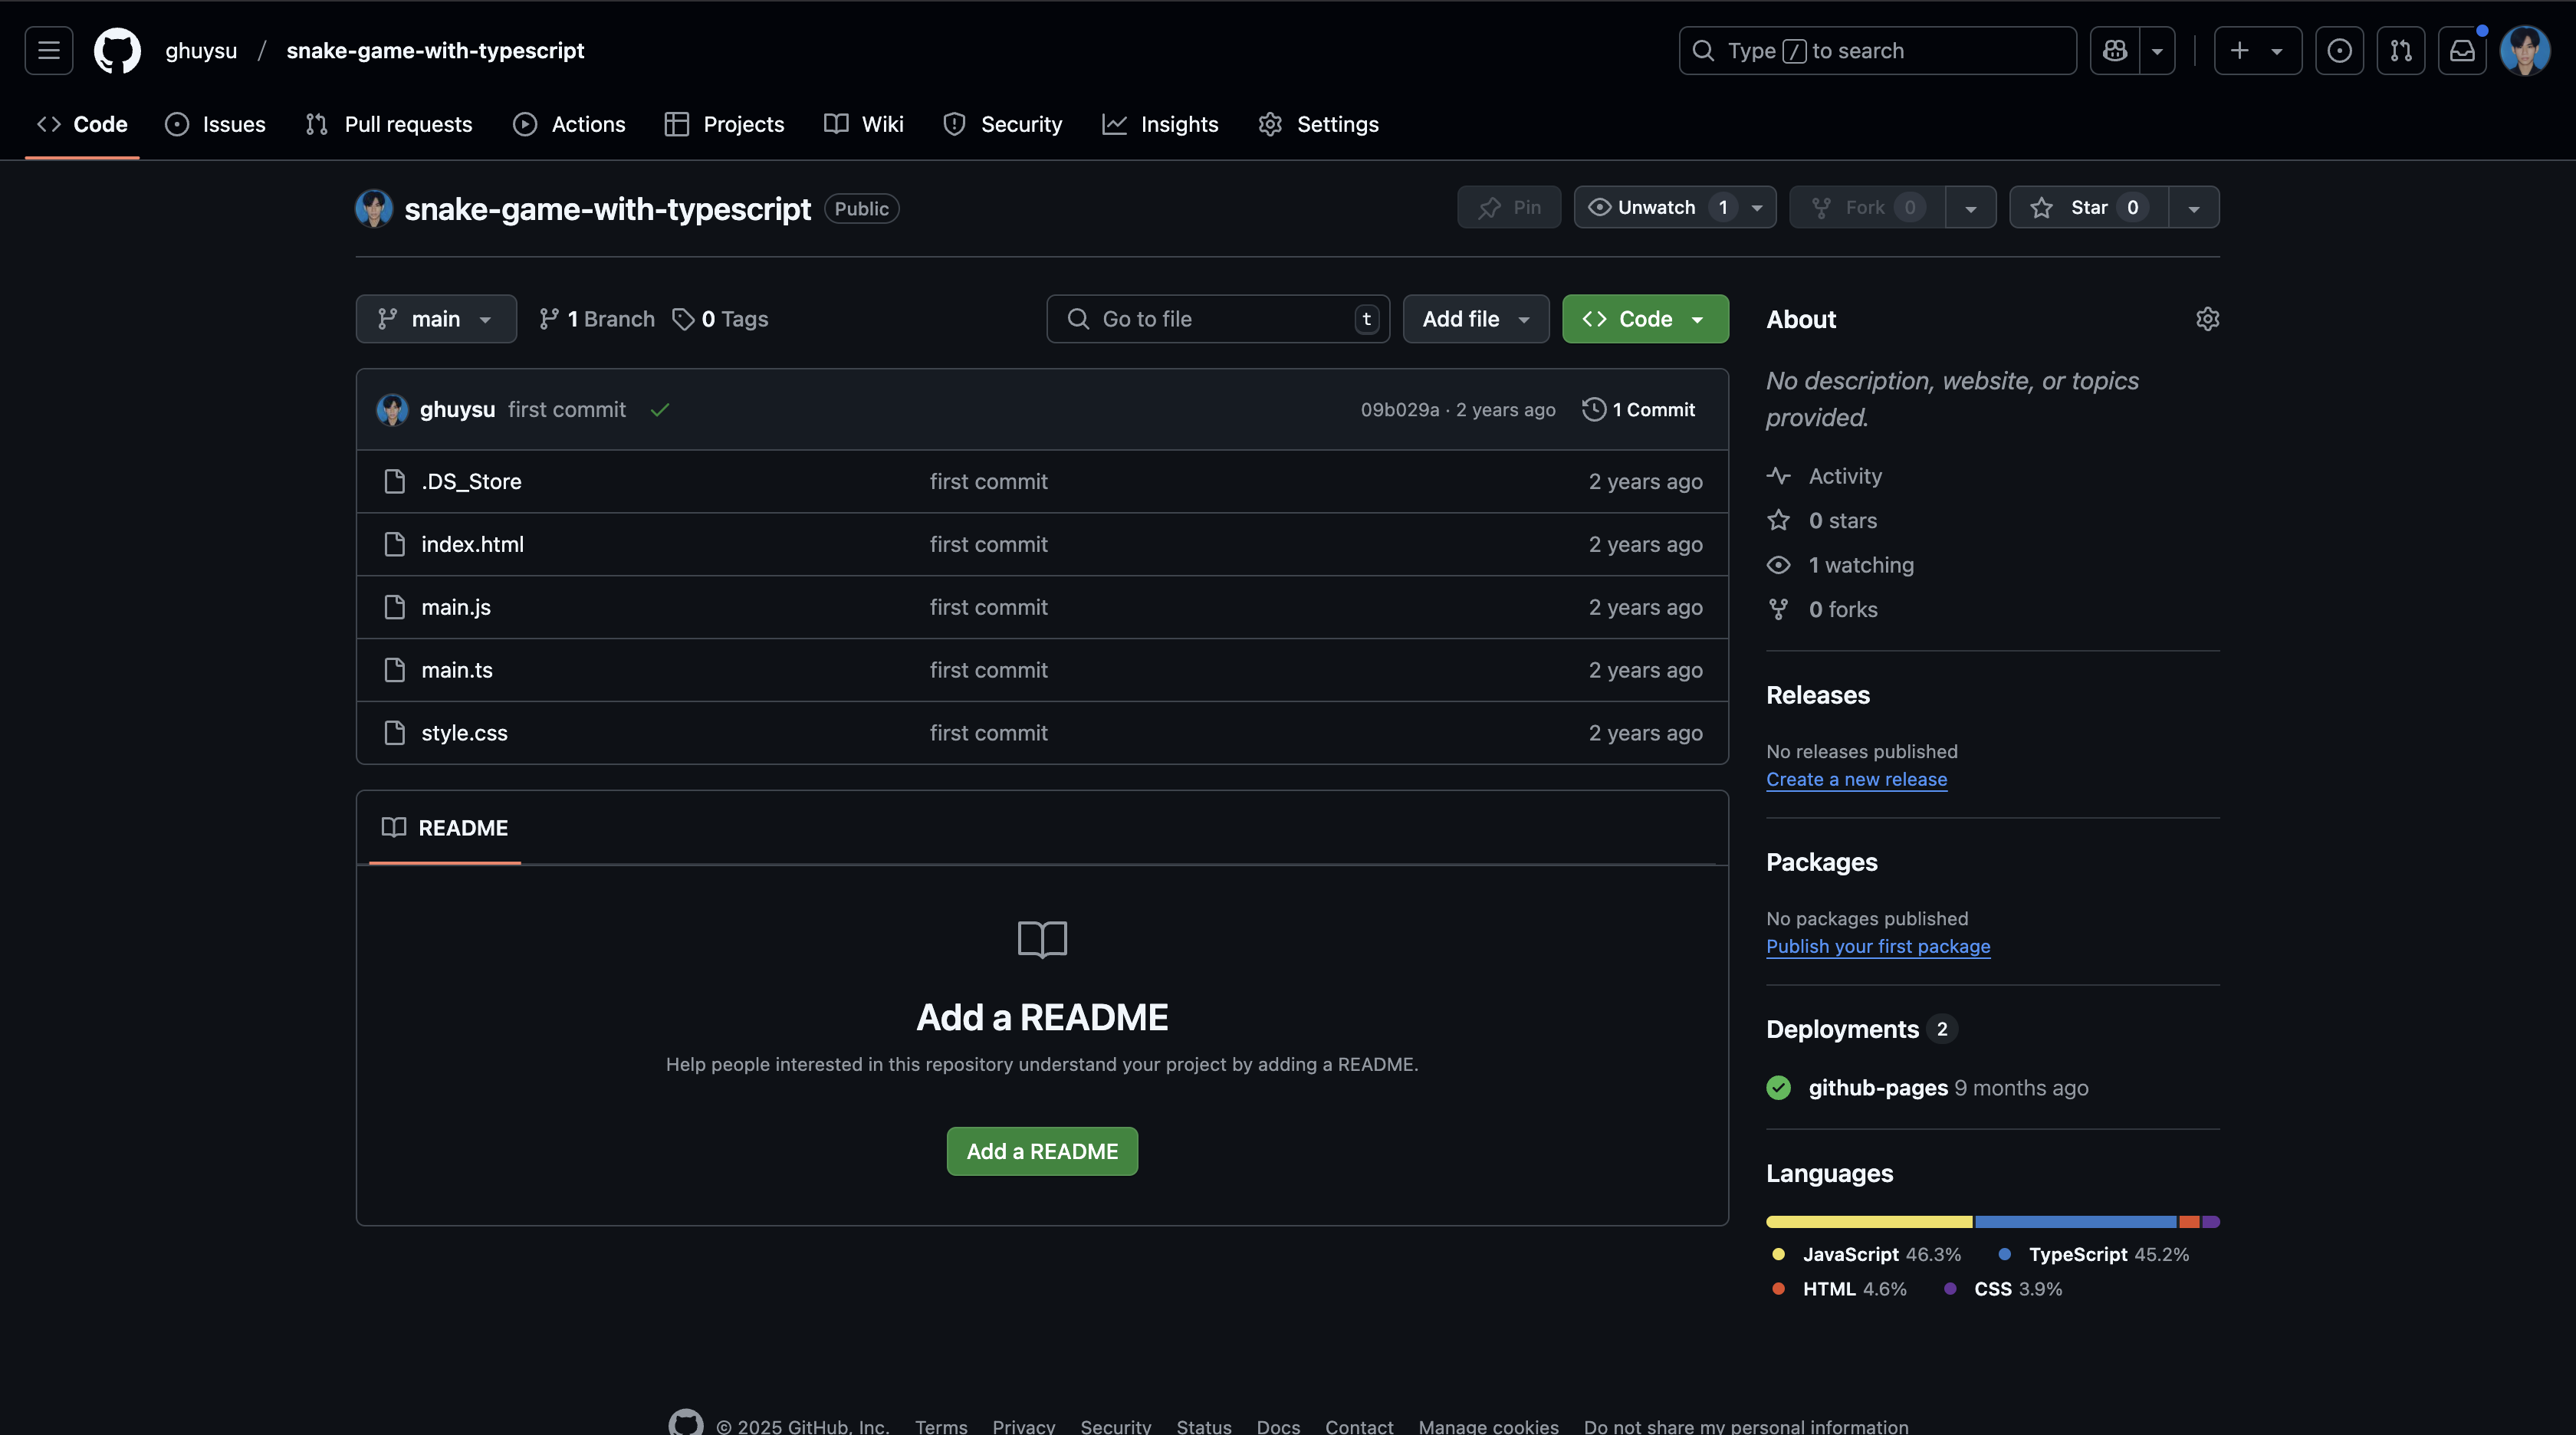 ghuysu / snake-game-with-typescript
Type / to search
Code Issues Pull requests Actions Projects Wiki Security Insights Settings
snake-game-with-typescript Public
Pin Unwatch 1 Fork 0 Star 0
main 1 Branch 0 Tags Go to file t Add file Code
ghuysu first commit 09b029a · 2 years ago 1 Commit
.DS_Store first commit 2 years ago
index.html first commit 2 years ago
main.js first commit 2 years ago
main.ts first commit 2 years ago
style.css first commit 2 years ago
README
Add a README
Help people interested in this repository understand your project by adding a README.
Add a README
About
No description, website, or topics
provided.
Activity
0 stars
1 watching
0 forks
Releases
No releases published
Create a new release
Packages
No packages published
Publish your first package
Deployments 2
github-pages 9 months ago
Languages
JavaScript 46.3% TypeScript 45.2%
HTML 4.6% CSS 3.9%
© 2025 GitHub, Inc. Terms Privacy Security Status Docs Contact Manage cookies Do not share my personal information